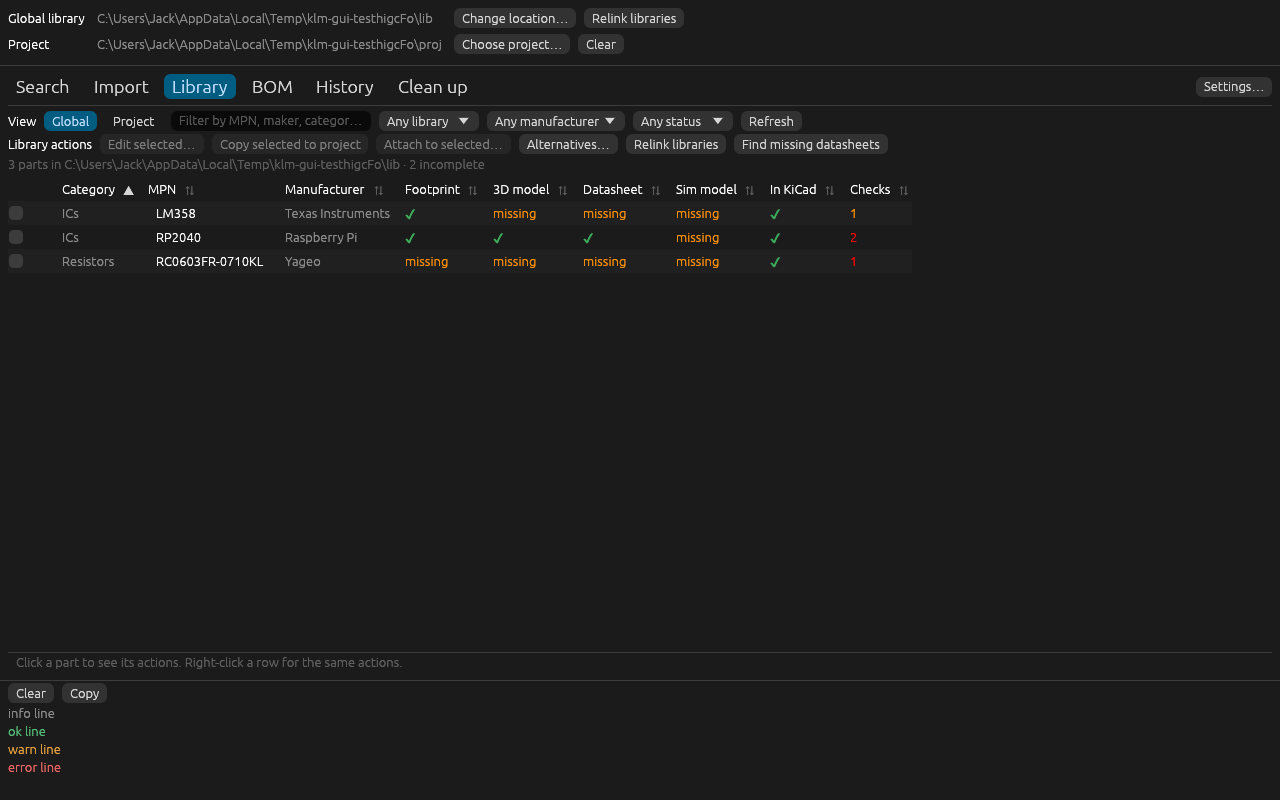 Global library C:\Users\Jack\AppData\Local\Temp\klm-gui-testhigcFo\lib Change location… Relink libraries
Project C:\Users\Jack\AppData\Local\Temp\klm-gui-testhigcFo\proj Choose project… Clear
Search Import Library BOM History Clean up Settings…
View Global Project Filter by MPN, maker, categor… Any library Any manufacturer Any status Refresh
Library actions Edit selected… Copy selected to project Attach to selected… Alternatives… Relink libraries Find missing datasheets
3 parts in C:\Users\Jack\AppData\Local\Temp\klm-gui-testhigcFo\lib · 2 incomplete
Category ▲ MPN ⇅ Manufacturer ⇅ Footprint ⇅ 3D model ⇅ Datasheet ⇅ Sim model ⇅ In KiCad ⇅ Checks ⇅
ICs LM358 Texas Instruments ✔ missing missing missing ✔ 1
ICs RP2040 Raspberry Pi ✔ ✔ ✔ missing ✔ 2
Resistors RC0603FR-0710KL Yageo missing missing missing missing ✔ 1
Click a part to see its actions. Right-click a row for the same actions.
Clear Copy
info line
ok line
warn line
error line